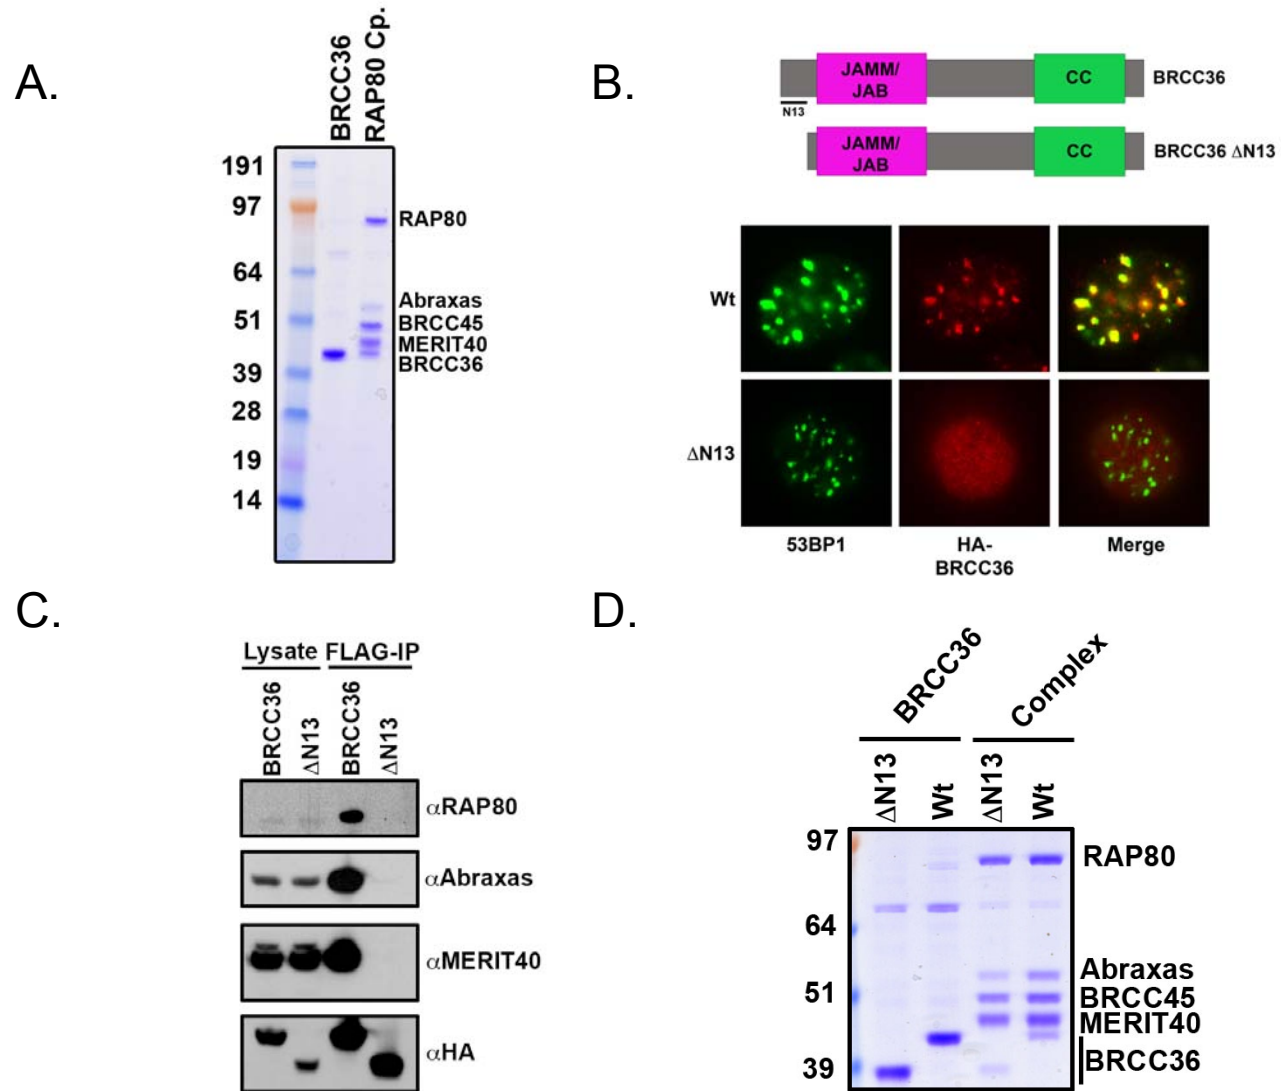 A.
BRCC36
RAP80 Cp.
191
97
64
51
39
28
19
14
RAP80
Abraxas
BRCC45
MERIT40
BRCC36
B.
JAMM/
JAB
CC
BRCC36
N13
JAMM/
JAB
CC
BRCC36 ΔN13
Wt
ΔN13
53BP1
HA-
BRCC36
Merge
C.
Lysate FLAG-IP
BRCC36
ΔN13
BRCC36
ΔN13
αRAP80
αAbraxas
αMERIT40
αHA
D.
BRCC36
Complex
ΔN13
Wt
ΔN13
Wt
97
64
51
39
RAP80
Abraxas
BRCC45
MERIT40
BRCC36